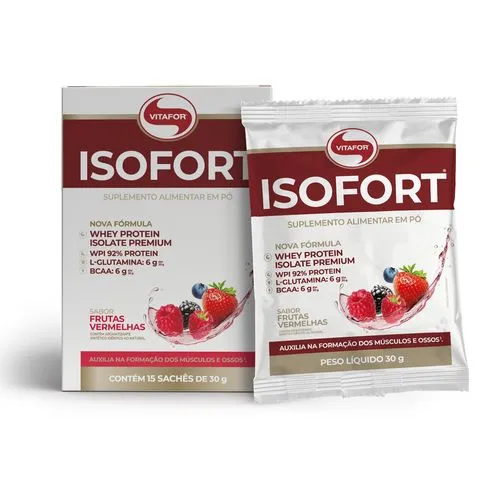 VITAFOR
ISOFORT
SUPLEMENTO ALIMENTAR EM PÓ
NOVA FÓRMULA
WHEY PROTEIN
ISOLATE PREMIUM
WPI 92% PROTEIN
L-GLUTAMINA: 6 g
BCAA: 6 g
SABOR
FRUTAS
VERMELHAS
AUXILIA NA FORMAÇÃO DOS MÚSCULOS E OSSOS
CONTÉM 15 SACHÊS DE 30 g
VITAFOR
ISOFORT
SUPLEMENTO ALIMENTAR EM PÓ
NOVA FÓRMULA
WHEY PROTEIN
ISOLATE PREMIUM
WPI 92% PROTEIN
L-GLUTAMINA: 6 g
BCAA: 6 g
SABOR
FRUTAS
VERMELHAS
AUXILIA NA FORMAÇÃO DOS MÚSCULOS E OSSOS
PESO LÍQUIDO 30 g